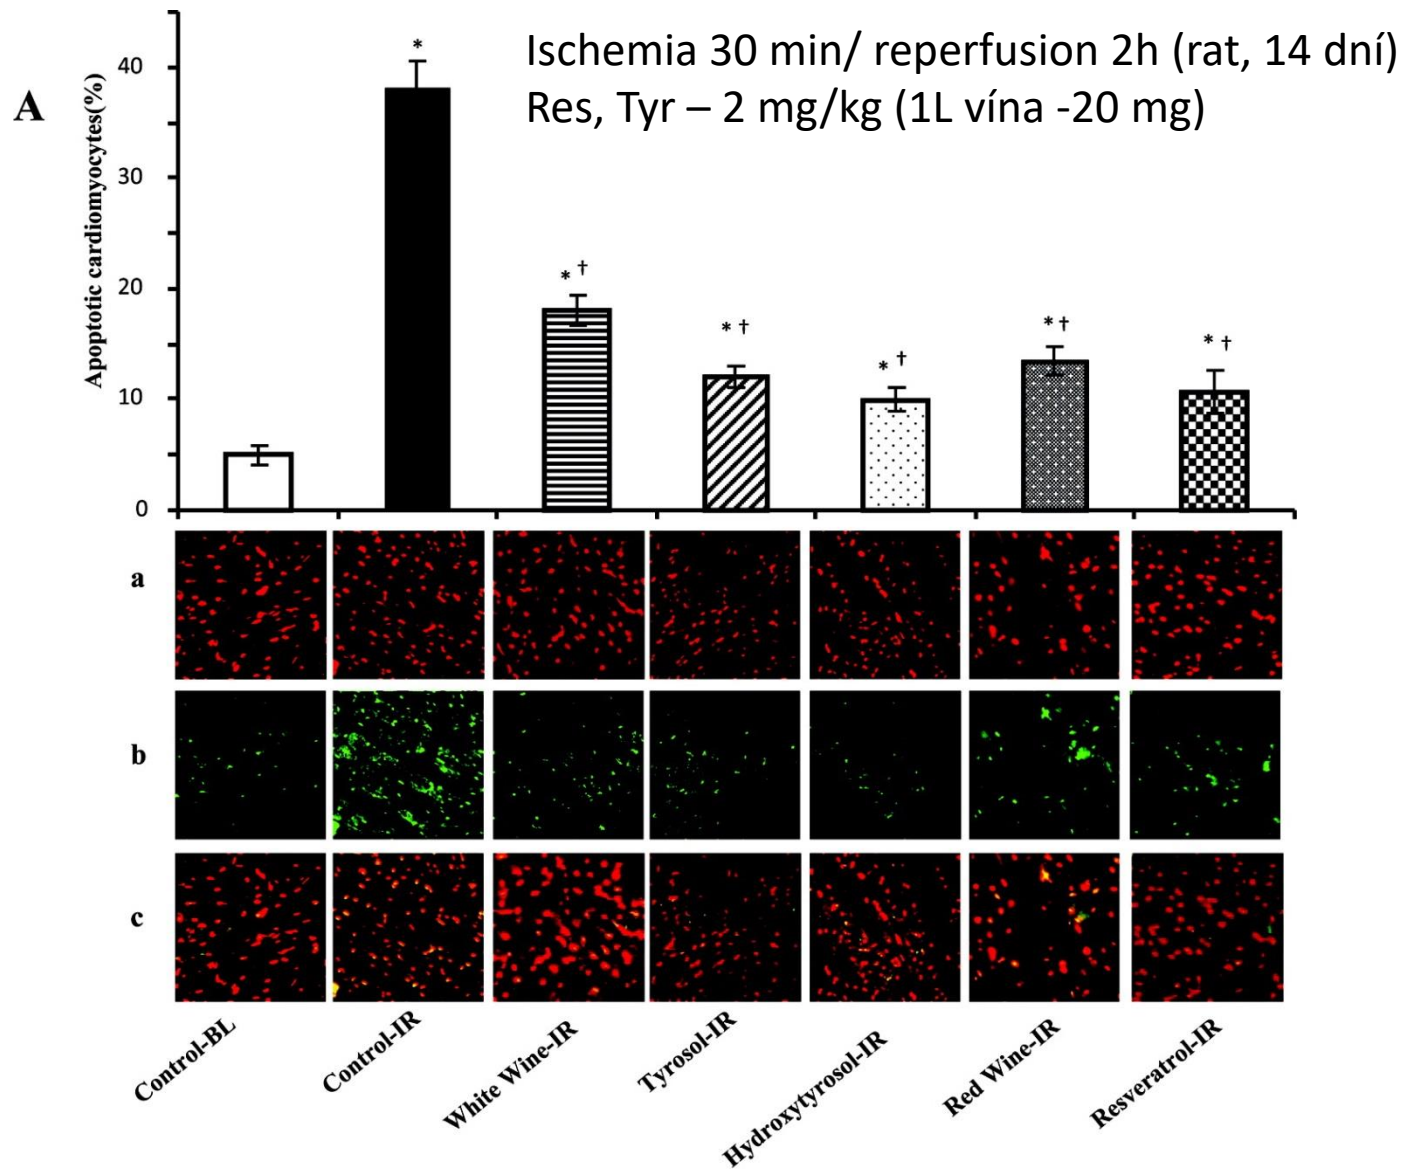 Ischemia 30 min/ reperfusion 2h (rat, 14 dní)
Res, Tyr – 2 mg/kg (1L vína -20 mg)
A
Apoptotic cardiomyocytes(%)
40
30
20
10
0
*
* †
* †
* †
* †
* †
a
b
c
Control-BL
Control-IR
White Wine-IR
Tyrosol-IR
Hydroxytyrosol-IR
Red Wine-IR
Resveratrol-IR